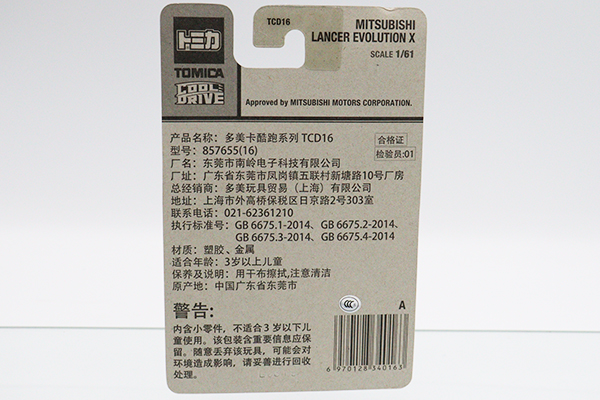 トミカ
TOMICA
COOL
DRIVE
TCD16
MITSUBISHI
LANCER EVOLUTION X
SCALE 1/61
Approved by MITSUBISHI MOTORS CORPORATION.
产品名称: 多美卡酷跑系列 TCD16
型号: 857655(16)
厂名: 东莞市南岭电子科技有限公司
厂址: 广东省东莞市凤岗镇五联村新塘路10号厂房
总经销商: 多美玩具贸易（上海）有限公司
地址: 上海市外高桥保税区日京路2号303室
联系电话: 021-62361210
执行标准号: GB 6675.1-2014、GB 6675.2-2014、
GB 6675.3-2014、GB 6675.4-2014
材质: 塑胶、金属
适合年龄: 3岁以上儿童
保养及说明: 用干布擦拭,注意清洁
原产地: 中国广东省东莞市
合格证
检验员:01
警告:
内含小零件，不适合3岁以下儿
童使用。该包装含重要信息应保
留。随意丢弃该玩具，可能会对
环境造成影响，请妥善进行回收
处理。
CCC
A
6 970128 340163